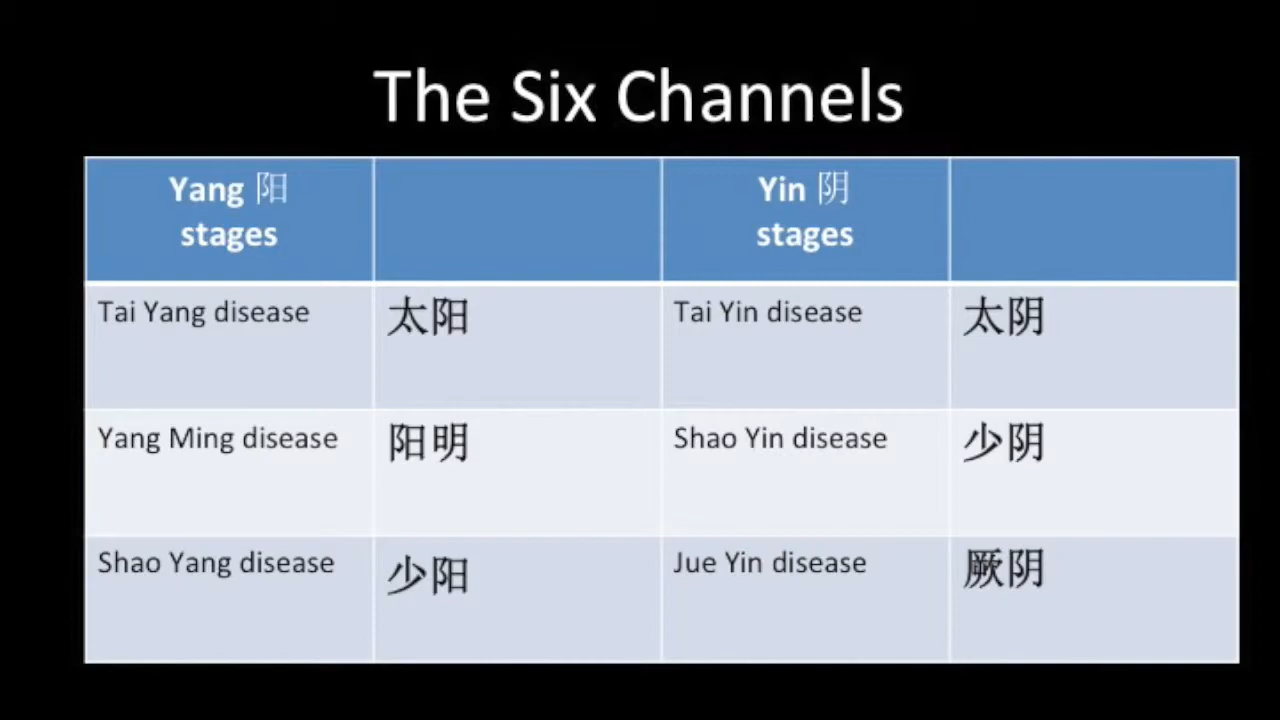 The Six Channels
Yang 阳
stages
Yin 阴
stages
Tai Yang disease
太阳
Tai Yin disease
太阴
Yang Ming disease
阳明
Shao Yin disease
少阴
Shao Yang disease
少阳
Jue Yin disease
厥阴